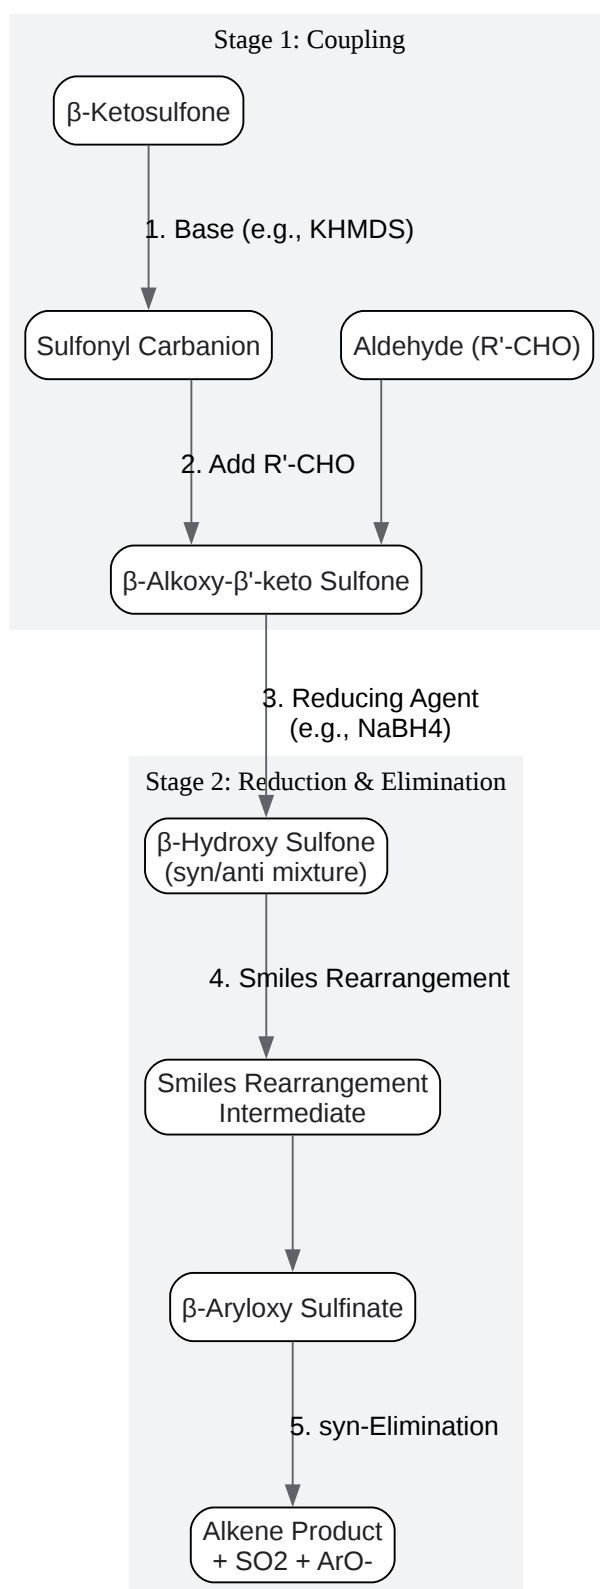 Stage 1: Coupling
β-Ketosulfone
1. Base (e.g., KHMDS)
Sulfonyl Carbanion
Aldehyde (R'-CHO)
2. Add R'-CHO
β-Alkoxy-β'-keto Sulfone
3. Reducing Agent
(e.g., NaBH4)
Stage 2: Reduction & Elimination
β-Hydroxy Sulfone
(syn/anti mixture)
4. Smiles Rearrangement
Smiles Rearrangement
Intermediate
β-Aryloxy Sulfinate
5. syn-Elimination
Alkene Product
+ SO2 + ArO-